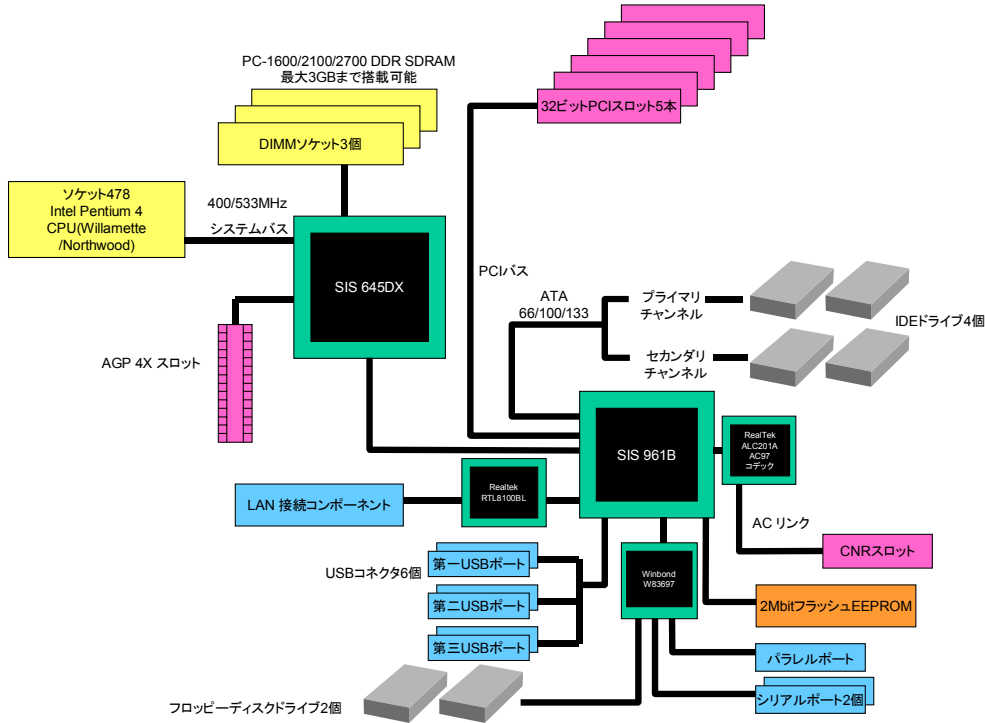 PC-1600/2100/2700 DDR SDRAM
最大3GBまで搭載可能
DIMMソケット3個
32ビットPCIスロット5本
ソケット478
Intel Pentium 4
CPU(Willamette
/Northwood)
400/533MHz
システムバス
SIS 645DX
PCIバス
ATA
66/100/133
プライマリ
チャンネル
IDEドライブ4個
セカンダリ
チャンネル
AGP 4X スロット
SIS 961B
RealTek
ALC201A
AC97
コデック
Realtek
RTL8100BL
LAN 接続コンポーネント
AC リンク
CNRスロット
USBコネクタ6個
第一USBポート
第二USBポート
第三USBポート
Winbond
W83697
2MbitフラッシュEEPROM
パラレルポート
シリアルポート2個
フロッピーディスクドライブ2個